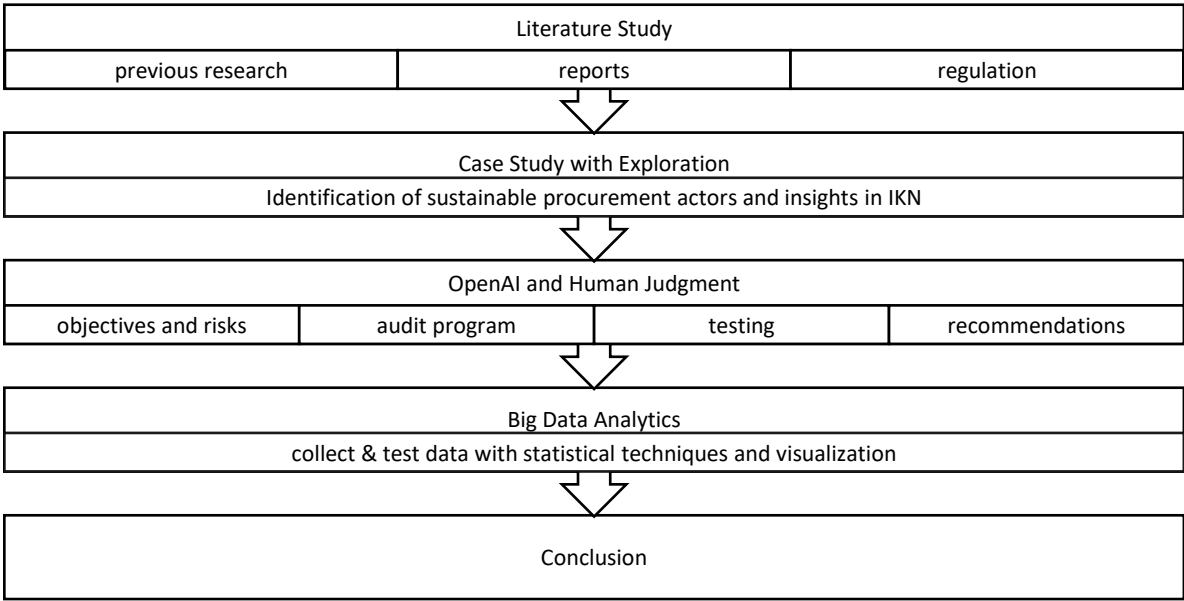 Literature Study
previous research
reports
regulation
Case Study with Exploration
Identification of sustainable procurement actors and insights in IKN
OpenAI and Human Judgment
objectives and risks
audit program
testing
recommendations
Big Data Analytics
collect & test data with statistical techniques and visualization
Conclusion